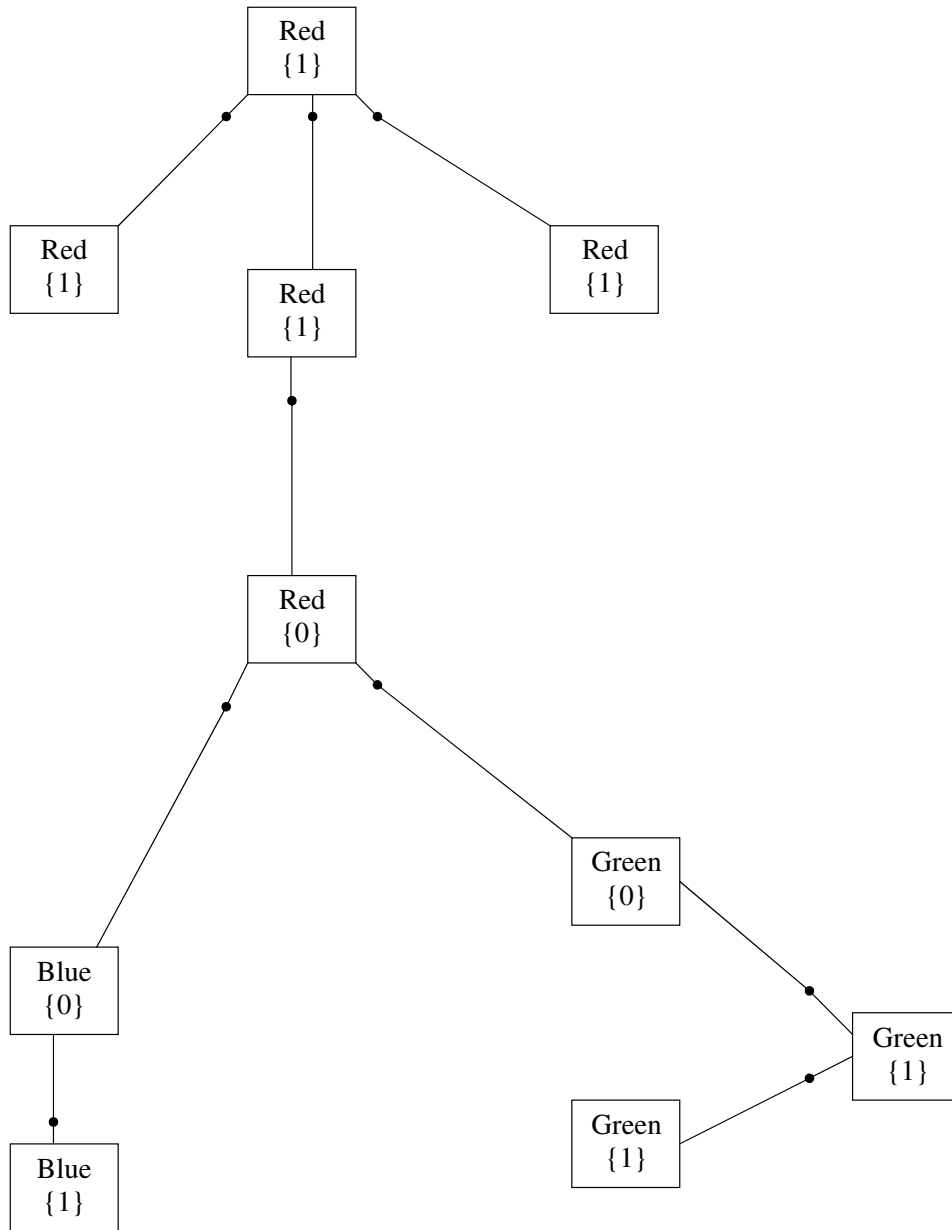 Red
{1}
Red
{1}
Red
{1}
Red
{1}
Red
{0}
Green
{0}
Blue
{0}
Green
{1}
Green
{1}
Blue
{1}